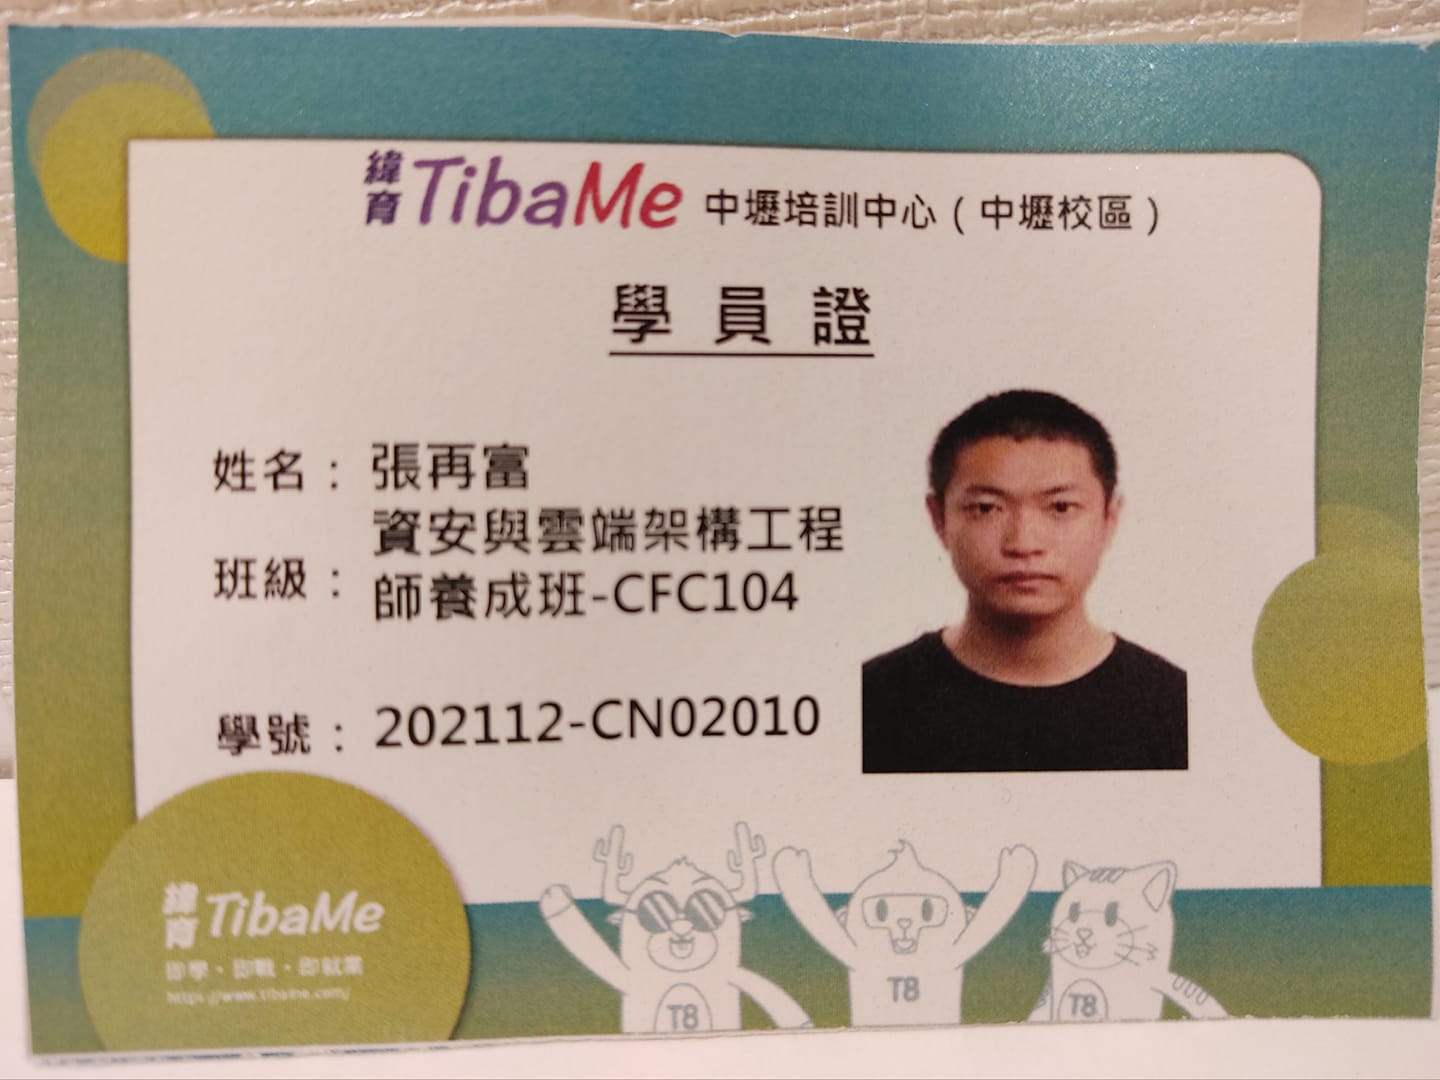 緯育 TibaMe 中壢培訓中心(中壢校區)
學員證
姓名：張再富
班級：資安與雲端架構工程
師養成班-CFC104
學號：202112-CN02010
緯育 TibaMe
即學・即戰・即就業
https://www.tibame.com/
T8
T8
T8